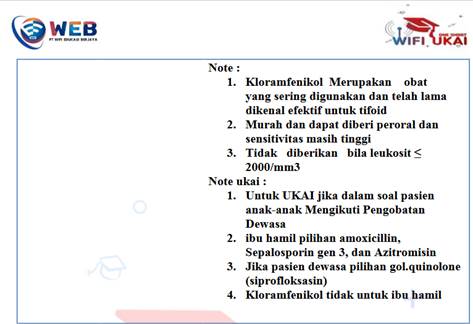 WEB
PT WIFI EDUKASI BERJAYA
ONE TARGET
WIFI UKAI
Note :
1. Kloramfenikol Merupakan obat
yang sering digunakan dan telah lama
dikenal efektif untuk tifoid
2. Murah dan dapat diberi peroral dan
sensitivitas masih tinggi
3. Tidak diberikan bila leukosit ≤
2000/mm3
Note ukai :
1. Untuk UKAI jika dalam soal pasien
anak-anak Mengikuti Pengobatan
Dewasa
2. ibu hamil pilihan amoxicillin,
Sepalosporin gen 3, dan Azitromisin
3. Jika pasien dewasa pilihan gol.quinolone
(siprofloksasin)
4. Kloramfenikol tidak untuk ibu hamil